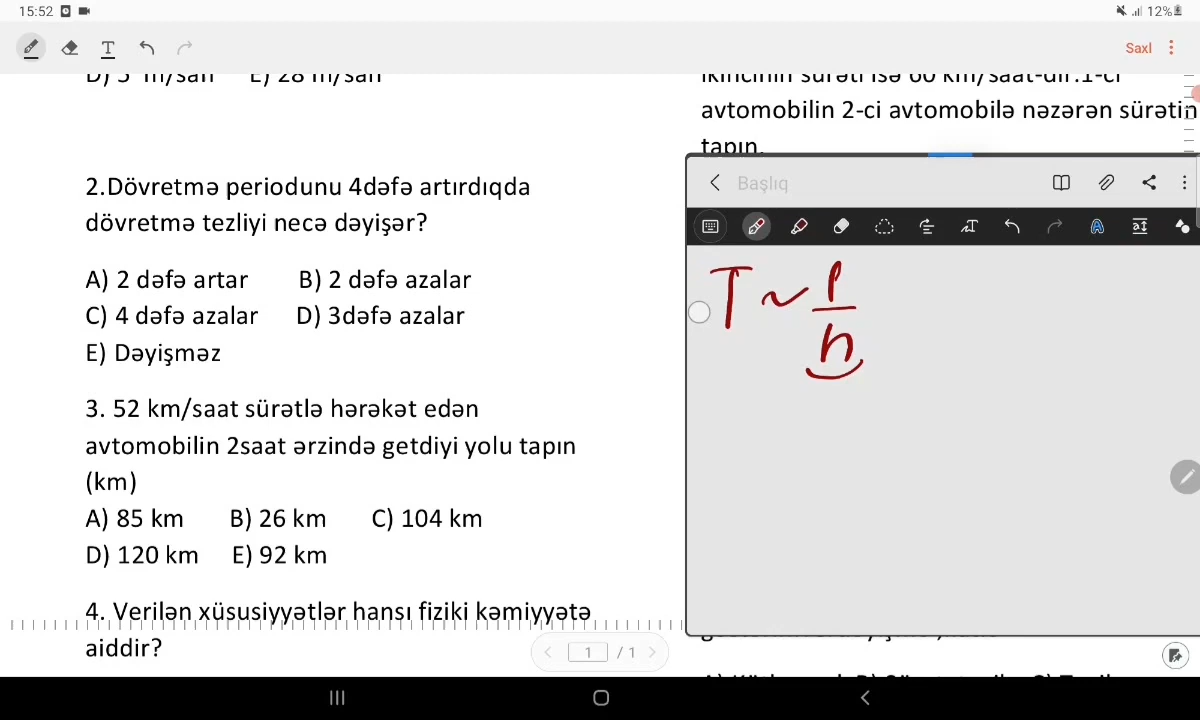 15:52
12%
Saxl
D) 5 m/san E) 28 m/san
2.Dövretmə periodunu 4dəfə artırdıqda
dövretmə tezliyi necə dəyişər?
A) 2 dəfə artar B) 2 dəfə azalar
C) 4 dəfə azalar D) 3dəfə azalar
E) Dəyişməz
3. 52 km/saat sürətlə hərəkət edən
avtomobilin 2saat ərzində getdiyi yolu tapın
(km)
A) 85 km B) 26 km C) 104 km
D) 120 km E) 92 km
4. Verilən xüsusiyyətlər hansı fiziki kəmiyyətə
aiddir?
1 / 1
ikincinin sürəti isə 60 km/saat-dır.1-ci
avtomobilin 2-ci avtomobilə nəzərən sürətin
tapın.
Başlıq
T ~ 1/n